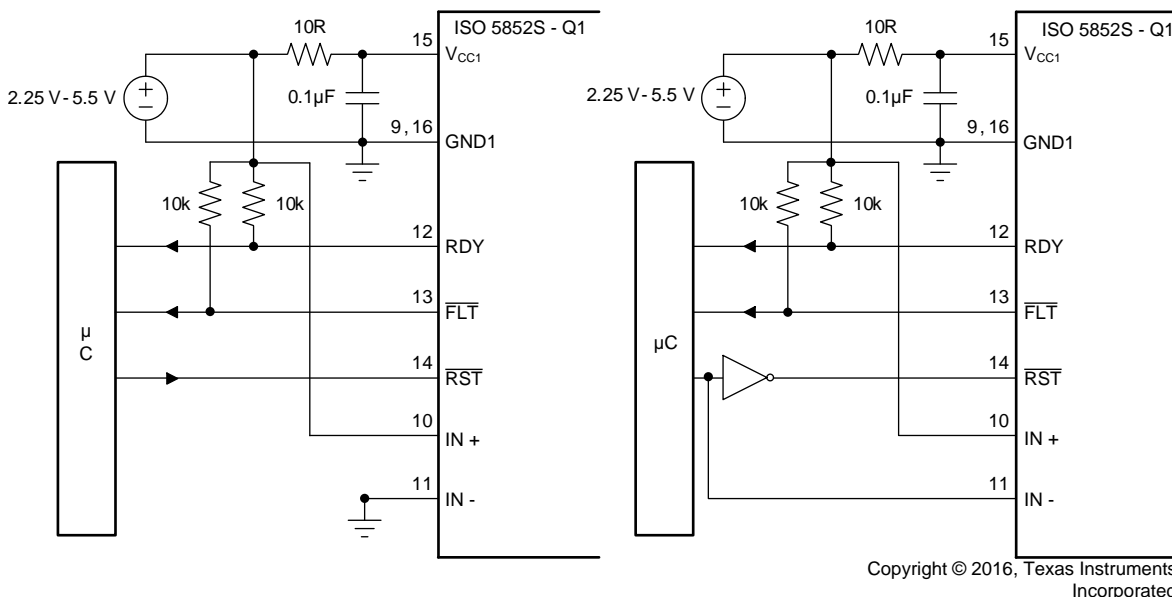 ISO 5852S - Q1
10R
15
VCC1
2.25 V - 5.5 V
0.1µF
9, 16
GND1
10k
10k
12
RDY
13
FLT
µ
C
14
RST
10
IN +
11
IN -
ISO 5852S - Q1
10R
15
VCC1
2.25 V - 5.5 V
0.1µF
9, 16
GND1
10k
10k
12
RDY
13
FLT
µC
14
RST
10
IN +
11
IN -
Copyright © 2016, Texas Instruments
Incorporated